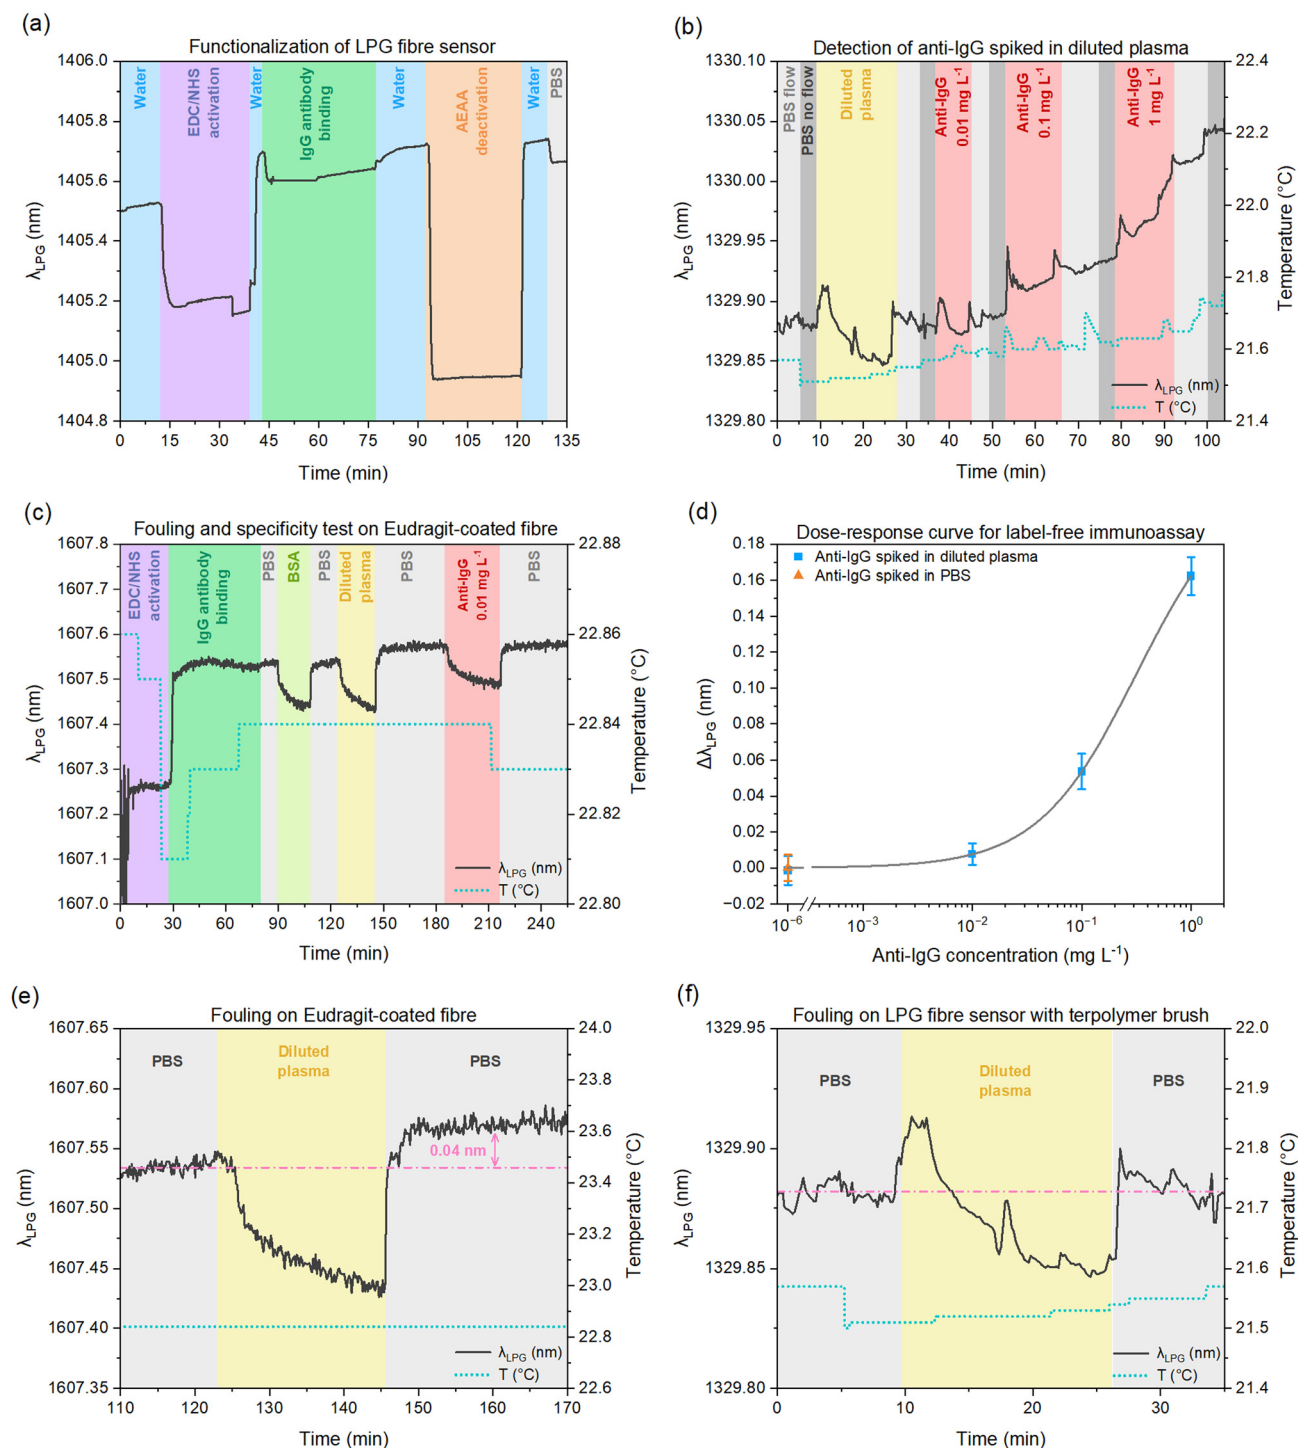 (a)
Functionalization of LPG fibre sensor
1406.0
1405.8
1405.6
1405.4
1405.2
1405.0
1404.8
λLPG (nm)
Water
EDC/NHS
activation
Water
IgG antibody
binding
Water
AEAA
deactivation
Water
PBS
0
15
30
45
60
75
90
105
120
135
Time (min)
(b)
Detection of anti-IgG spiked in diluted plasma
1330.10
1330.05
1330.00
1329.95
1329.90
1329.85
1329.80
λLPG (nm)
PBS flow
PBS no flow
Diluted
plasma
Anti-IgG
0.01 mg L⁻¹
Anti-IgG
0.1 mg L⁻¹
Anti-IgG
1 mg L⁻¹
22.4
22.2
22.0
21.8
21.6
21.4
Temperature (°C)
λLPG (nm)
T (°C)
0
10
20
30
40
50
60
70
80
90
100
Time (min)
(c)
Fouling and specificity test on Eudragit-coated fibre
1607.8
1607.7
1607.6
1607.5
1607.4
1607.3
1607.2
1607.1
1607.0
λLPG (nm)
EDC/NHS
activation
IgG antibody
binding
PBS
BSA
PBS
Diluted
plasma
PBS
Anti-IgG
0.01 mg L⁻¹
PBS
22.88
22.86
22.84
22.82
22.80
Temperature (°C)
λLPG (nm)
T (°C)
0
30
60
90
120
150
180
210
240
Time (min)
(d)
Dose-response curve for label-free immunoassay
0.18
0.16
0.14
0.12
0.10
0.08
0.06
0.04
0.02
0.00
−0.02
ΔλLPG (nm)
Anti-IgG spiked in diluted plasma
Anti-IgG spiked in PBS
10⁻⁶
10⁻³
10⁻²
10⁻¹
10⁰
Anti-IgG concentration (mg L⁻¹)
(e)
Fouling on Eudragit-coated fibre
1607.65
1607.60
1607.55
1607.50
1607.45
1607.40
1607.35
λLPG (nm)
PBS
Diluted
plasma
PBS
0.04 nm
24.0
23.8
23.6
23.4
23.2
23.0
22.8
22.6
Temperature (°C)
λLPG (nm)
T (°C)
110
120
130
140
150
160
170
Time (min)
(f)
Fouling on LPG fibre sensor with terpolymer brush
1329.95
1329.90
1329.85
1329.80
λLPG (nm)
PBS
Diluted
plasma
PBS
22.0
21.9
21.8
21.7
21.6
21.5
21.4
Temperature (°C)
λLPG (nm)
T (°C)
0
10
20
30
Time (min)